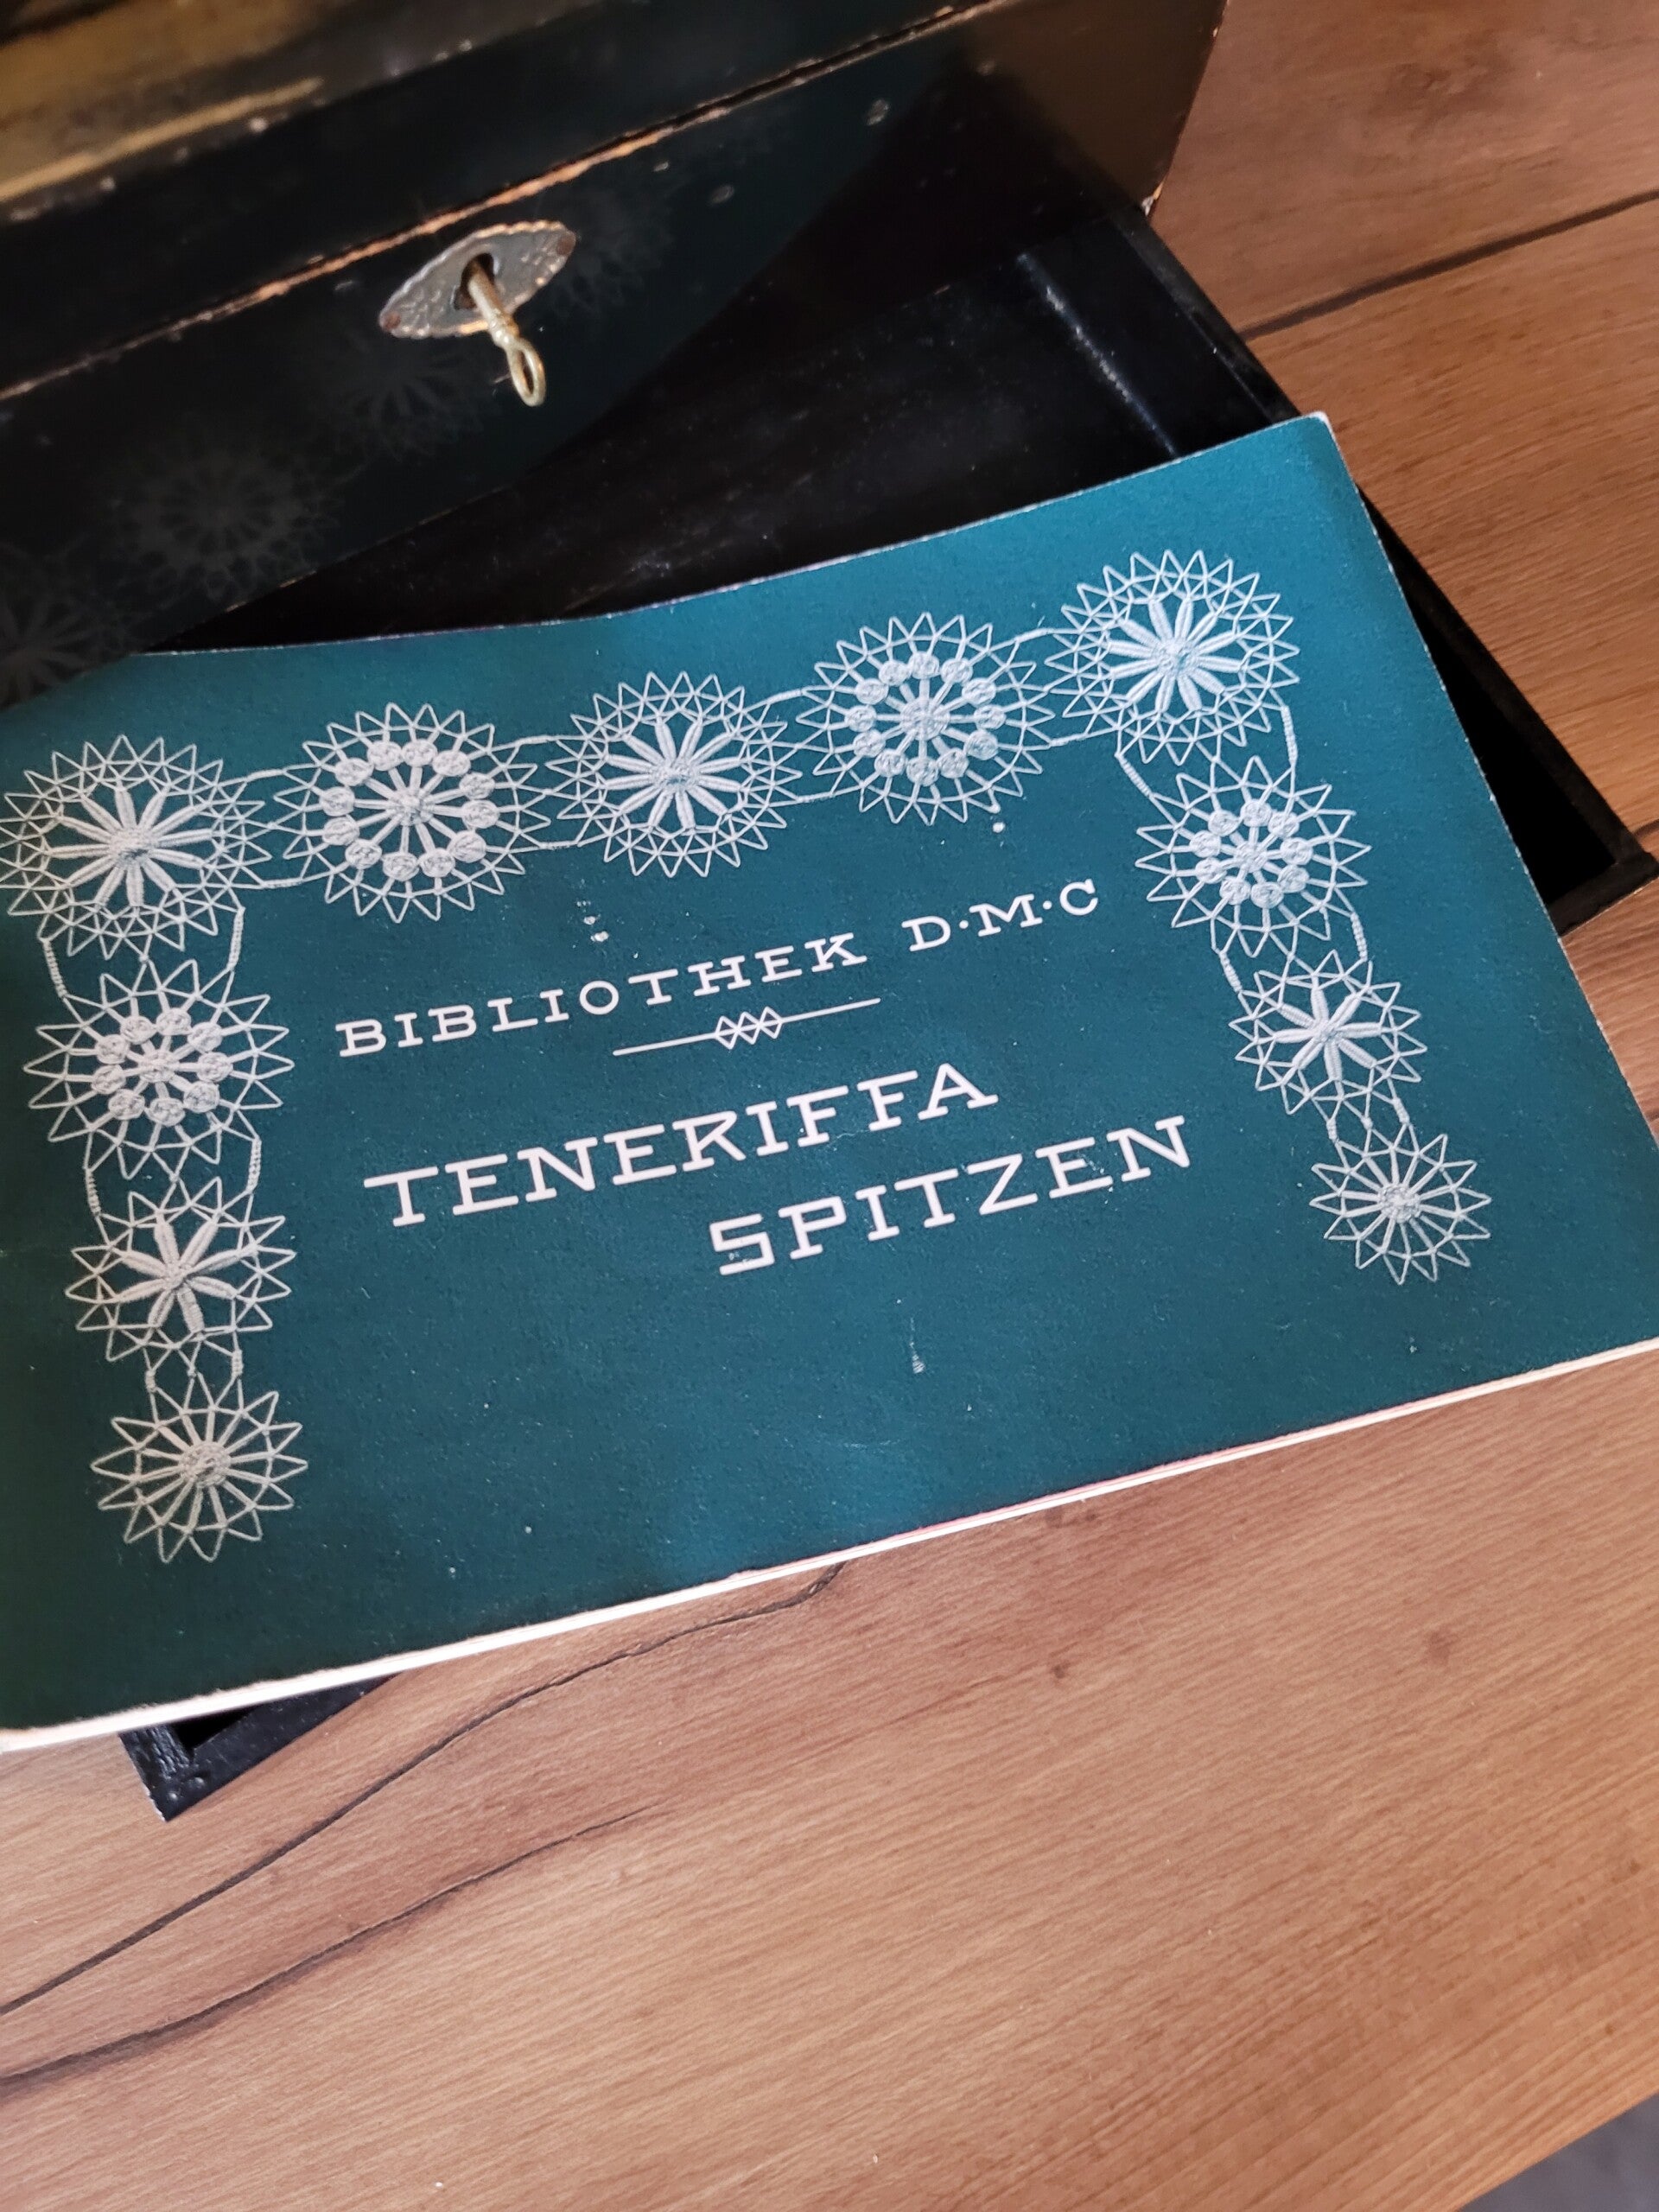 BIBLIOTHEK D·M·C
TENERIFFA
SPITZEN